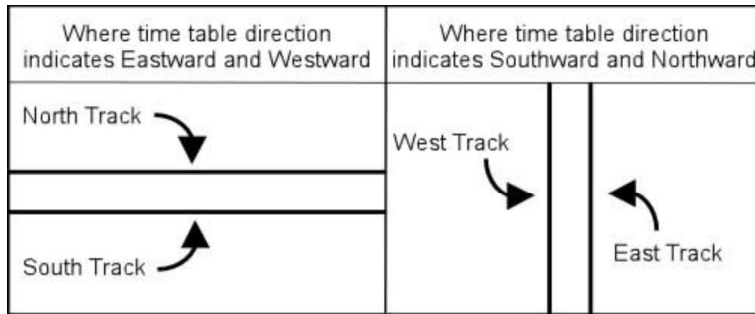 Where time table direction
indicates Eastward and Westward
Where time table direction
indicates Southward and Northward
North Track
South Track
West Track
East Track